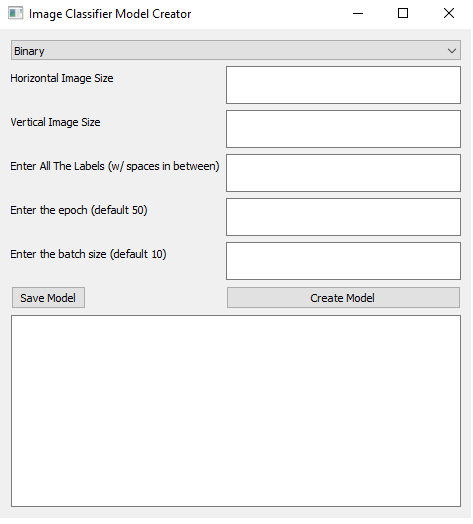 Image Classifier Model Creator
Binary
Horizontal Image Size
Vertical Image Size
Enter All The Labels (w/ spaces in between)
Enter the epoch (default 50)
Enter the batch size (default 10)
Save Model
Create Model